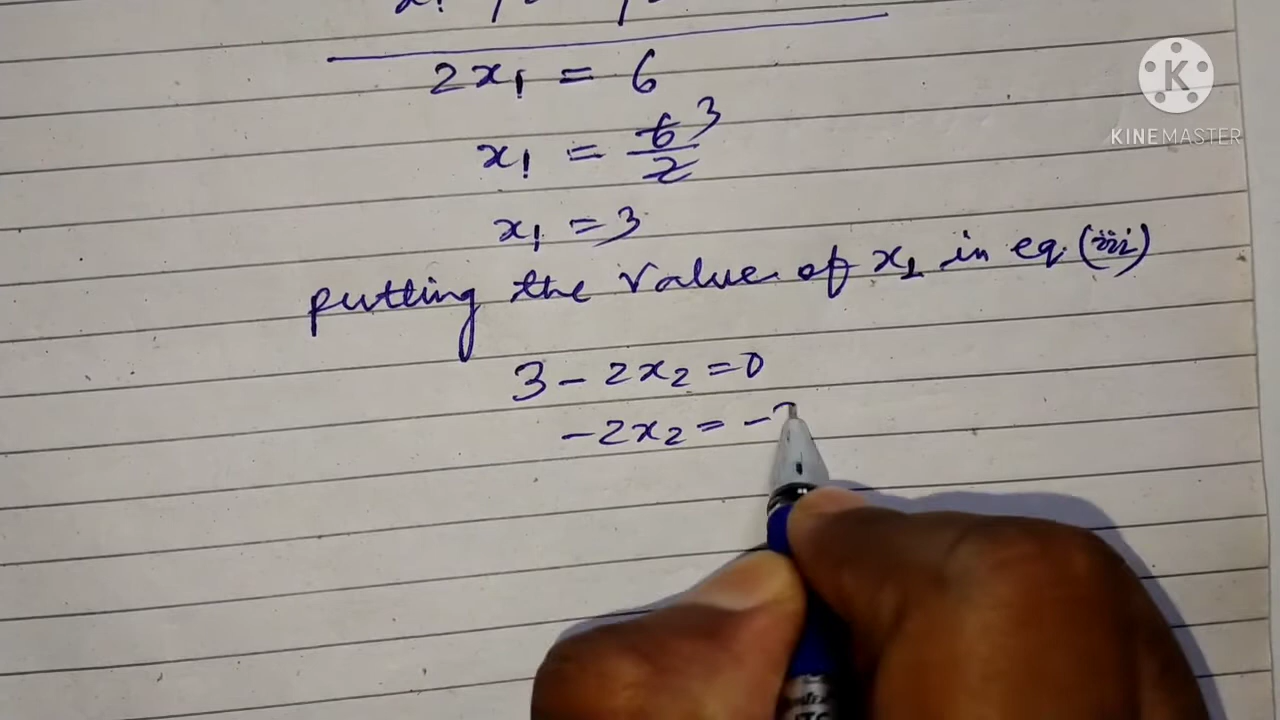 2x₁ = 6
x₁ = 6/2 3
x₁ = 3
putting the value of x₁ in eq. (iii)
3 - 2x₂ = 0
- 2x₂ = -
K
KINEMASTER